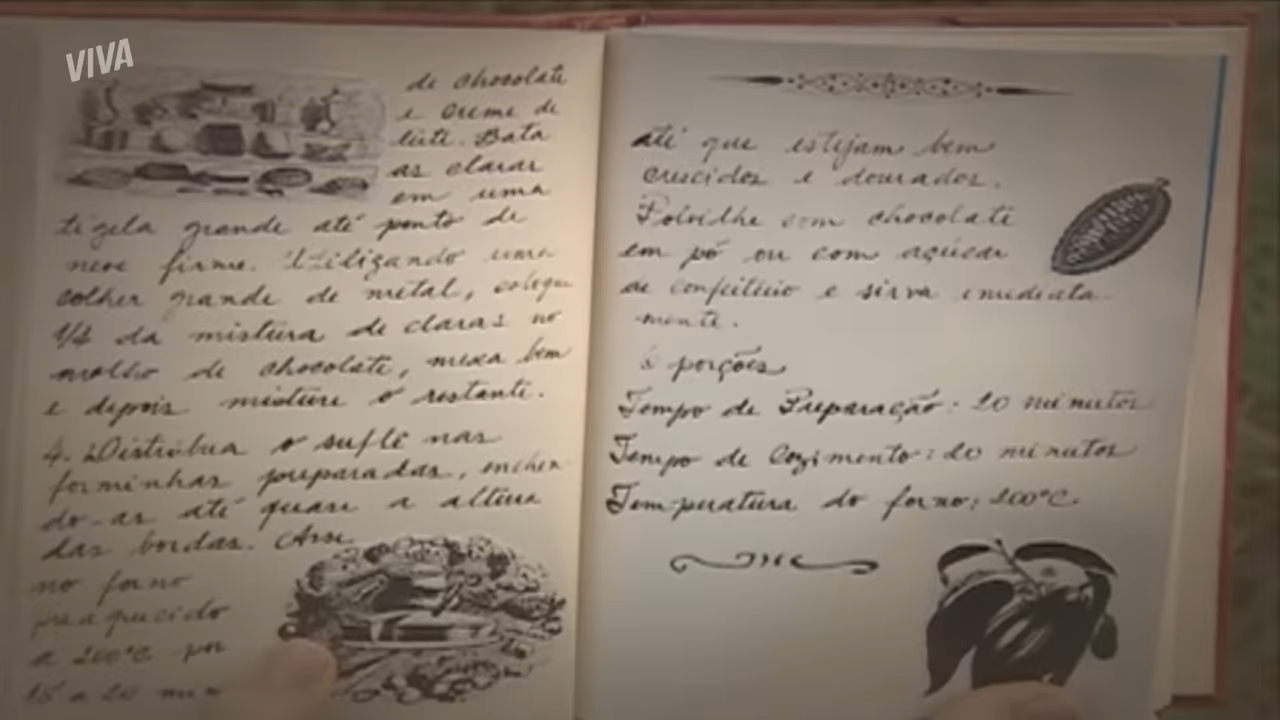 VIVA
de chocolate
e creme de
leite. Bata
as claras
em uma
tigela grande até ponto de
neve firme. Utilizando uma
colher grande de metal, coloque
1/4 da mistura de claras no
molho de chocolate, mexa bem
e depois misture o restante.
4. Distribua o suflê nas
forminhas preparadas, enchen-
do-as até quase a altura
das bordas. Asse
no forno
preaquecido
a 200°C por
15 a 20 min
até que estejam bem
crescidos e dourados.
Polvilhe com chocolate
em pó ou com açúcar
de confeiteiro e sirva imediata-
mente.
6 porções
Tempo de Preparação: 20 minutos
Tempo de Cozimento: 20 minutos
Temperatura do forno: 200°C